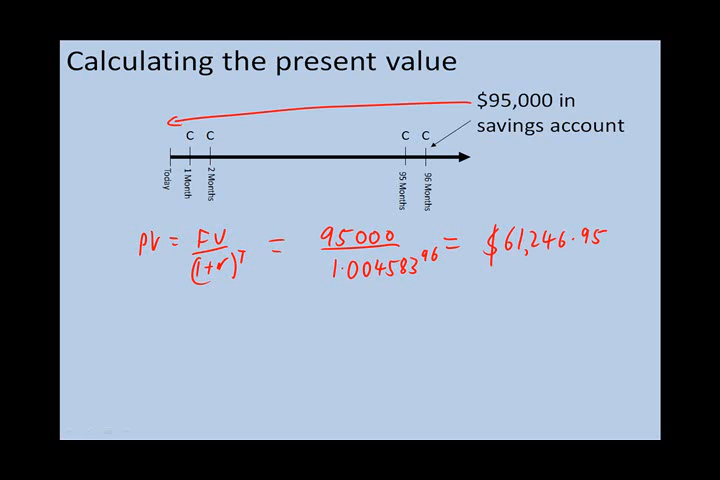 Calculating the present value
$95,000 in
savings account
C C C C
Today
1 Month
2 Months
95 Months
96 Months
PV = FV / (1+r)^T = 95000 / 1.004583^96 = $61,246.95